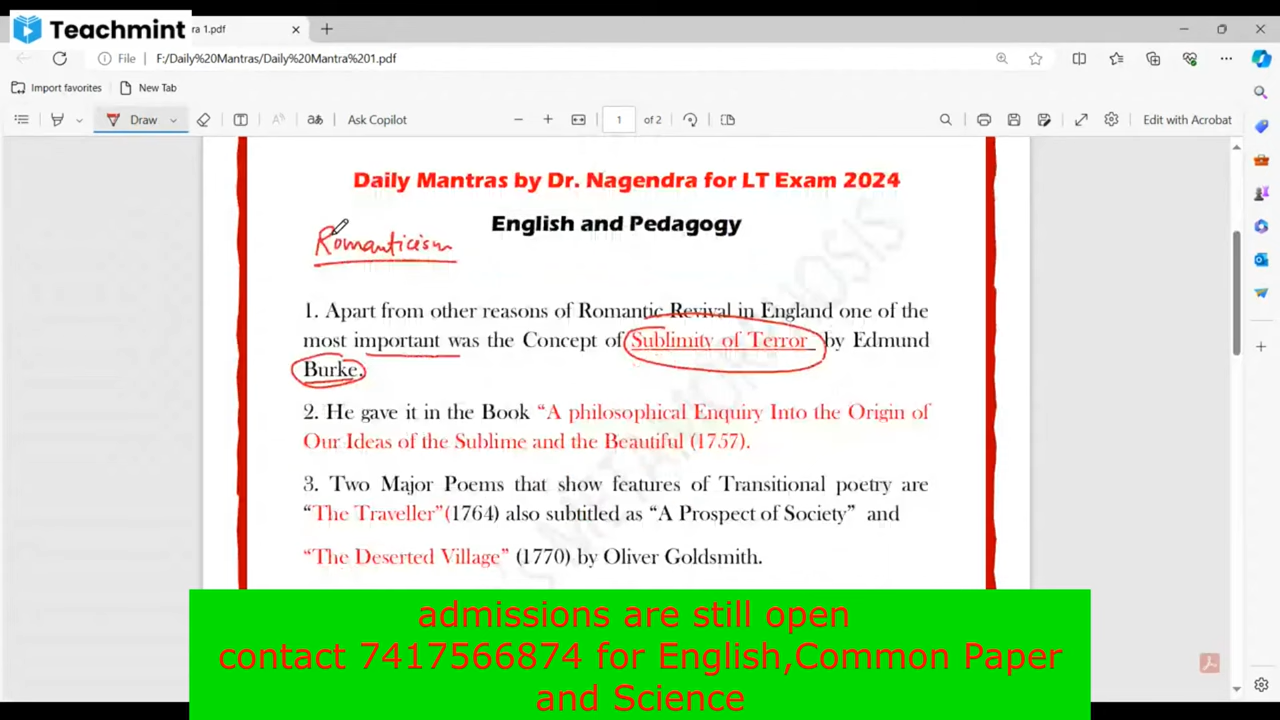 Teachmint
ra 1.pdf
File F:/Daily%20Mantras/Daily%20Mantra%201.pdf
Import favorites New Tab
Draw Ask Copilot 1 of 2 Edit with Acrobat
Daily Mantras by Dr. Nagendra for LT Exam 2024
English and Pedagogy
Romanticism
1. Apart from other reasons of Romantic Revival in England one of the
most important was the Concept of Sublimity of Terror by Edmund
Burke.
2. He gave it in the Book “A philosophical Enquiry Into the Origin of
Our Ideas of the Sublime and the Beautiful (1757).
3. Two Major Poems that show features of Transitional poetry are
“The Traveller”(1764) also subtitled as “A Prospect of Society” and
“The Deserted Village” (1770) by Oliver Goldsmith.
admissions are still open
contact 7417566874 for English,Common Paper
and Science